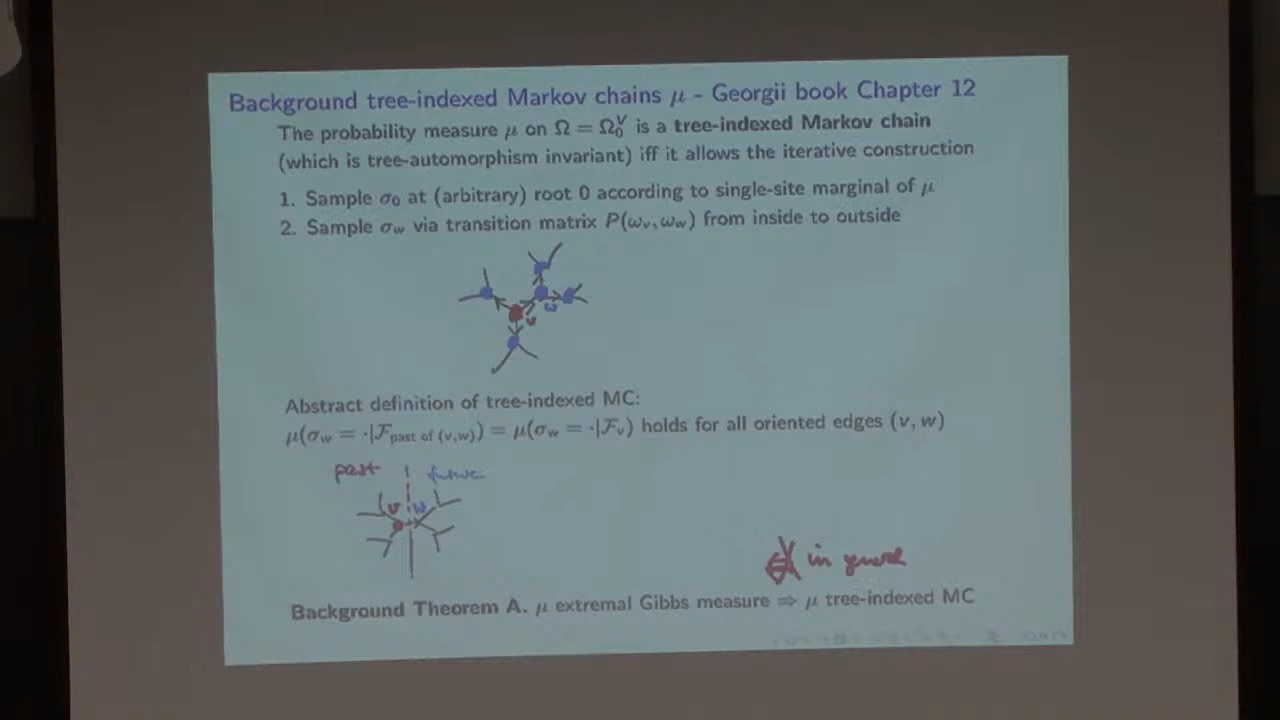 Background tree-indexed Markov chains μ - Georgii book Chapter 12
The probability measure μ on Ω = Ω₀ⱽ is a tree-indexed Markov chain
(which is tree-automorphism invariant) iff it allows the iterative construction
1. Sample σ₀ at (arbitrary) root 0 according to single-site marginal of μ
2. Sample σ_w via transition matrix P(ω_v, ω_w) from inside to outside
v w
Abstract definition of tree-indexed MC:
μ(σ_w = ·|F_past of (v,w)) = μ(σ_w = ·|F_v) holds for all oriented edges (v, w)
past future
v w
in general
Background Theorem A. μ extremal Gibbs measure ⇒ μ tree-indexed MC